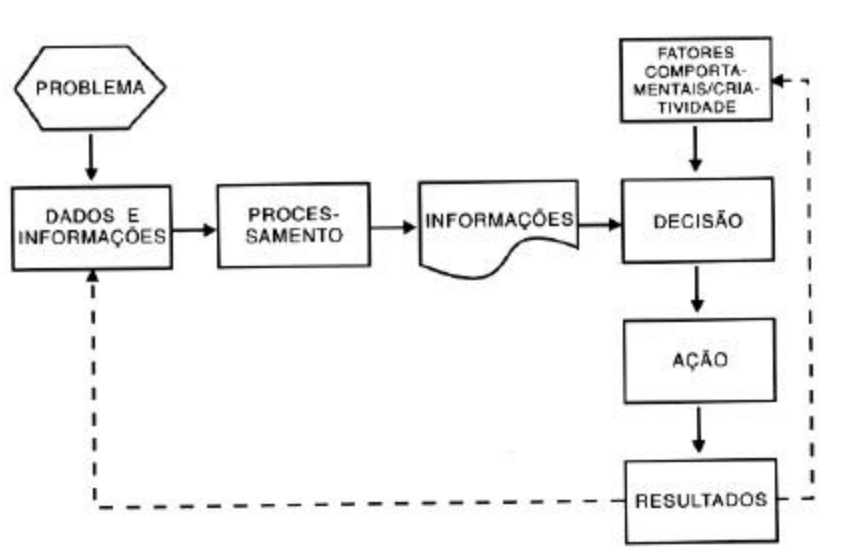 PROBLEMA
FATORES
COMPORTA-
MENTAIS/CRIA-
TIVIDADE
DADOS E
INFORMAÇÕES
PROCES-
SAMENTO
INFORMAÇÕES
DECISÃO
AÇÃO
RESULTADOS